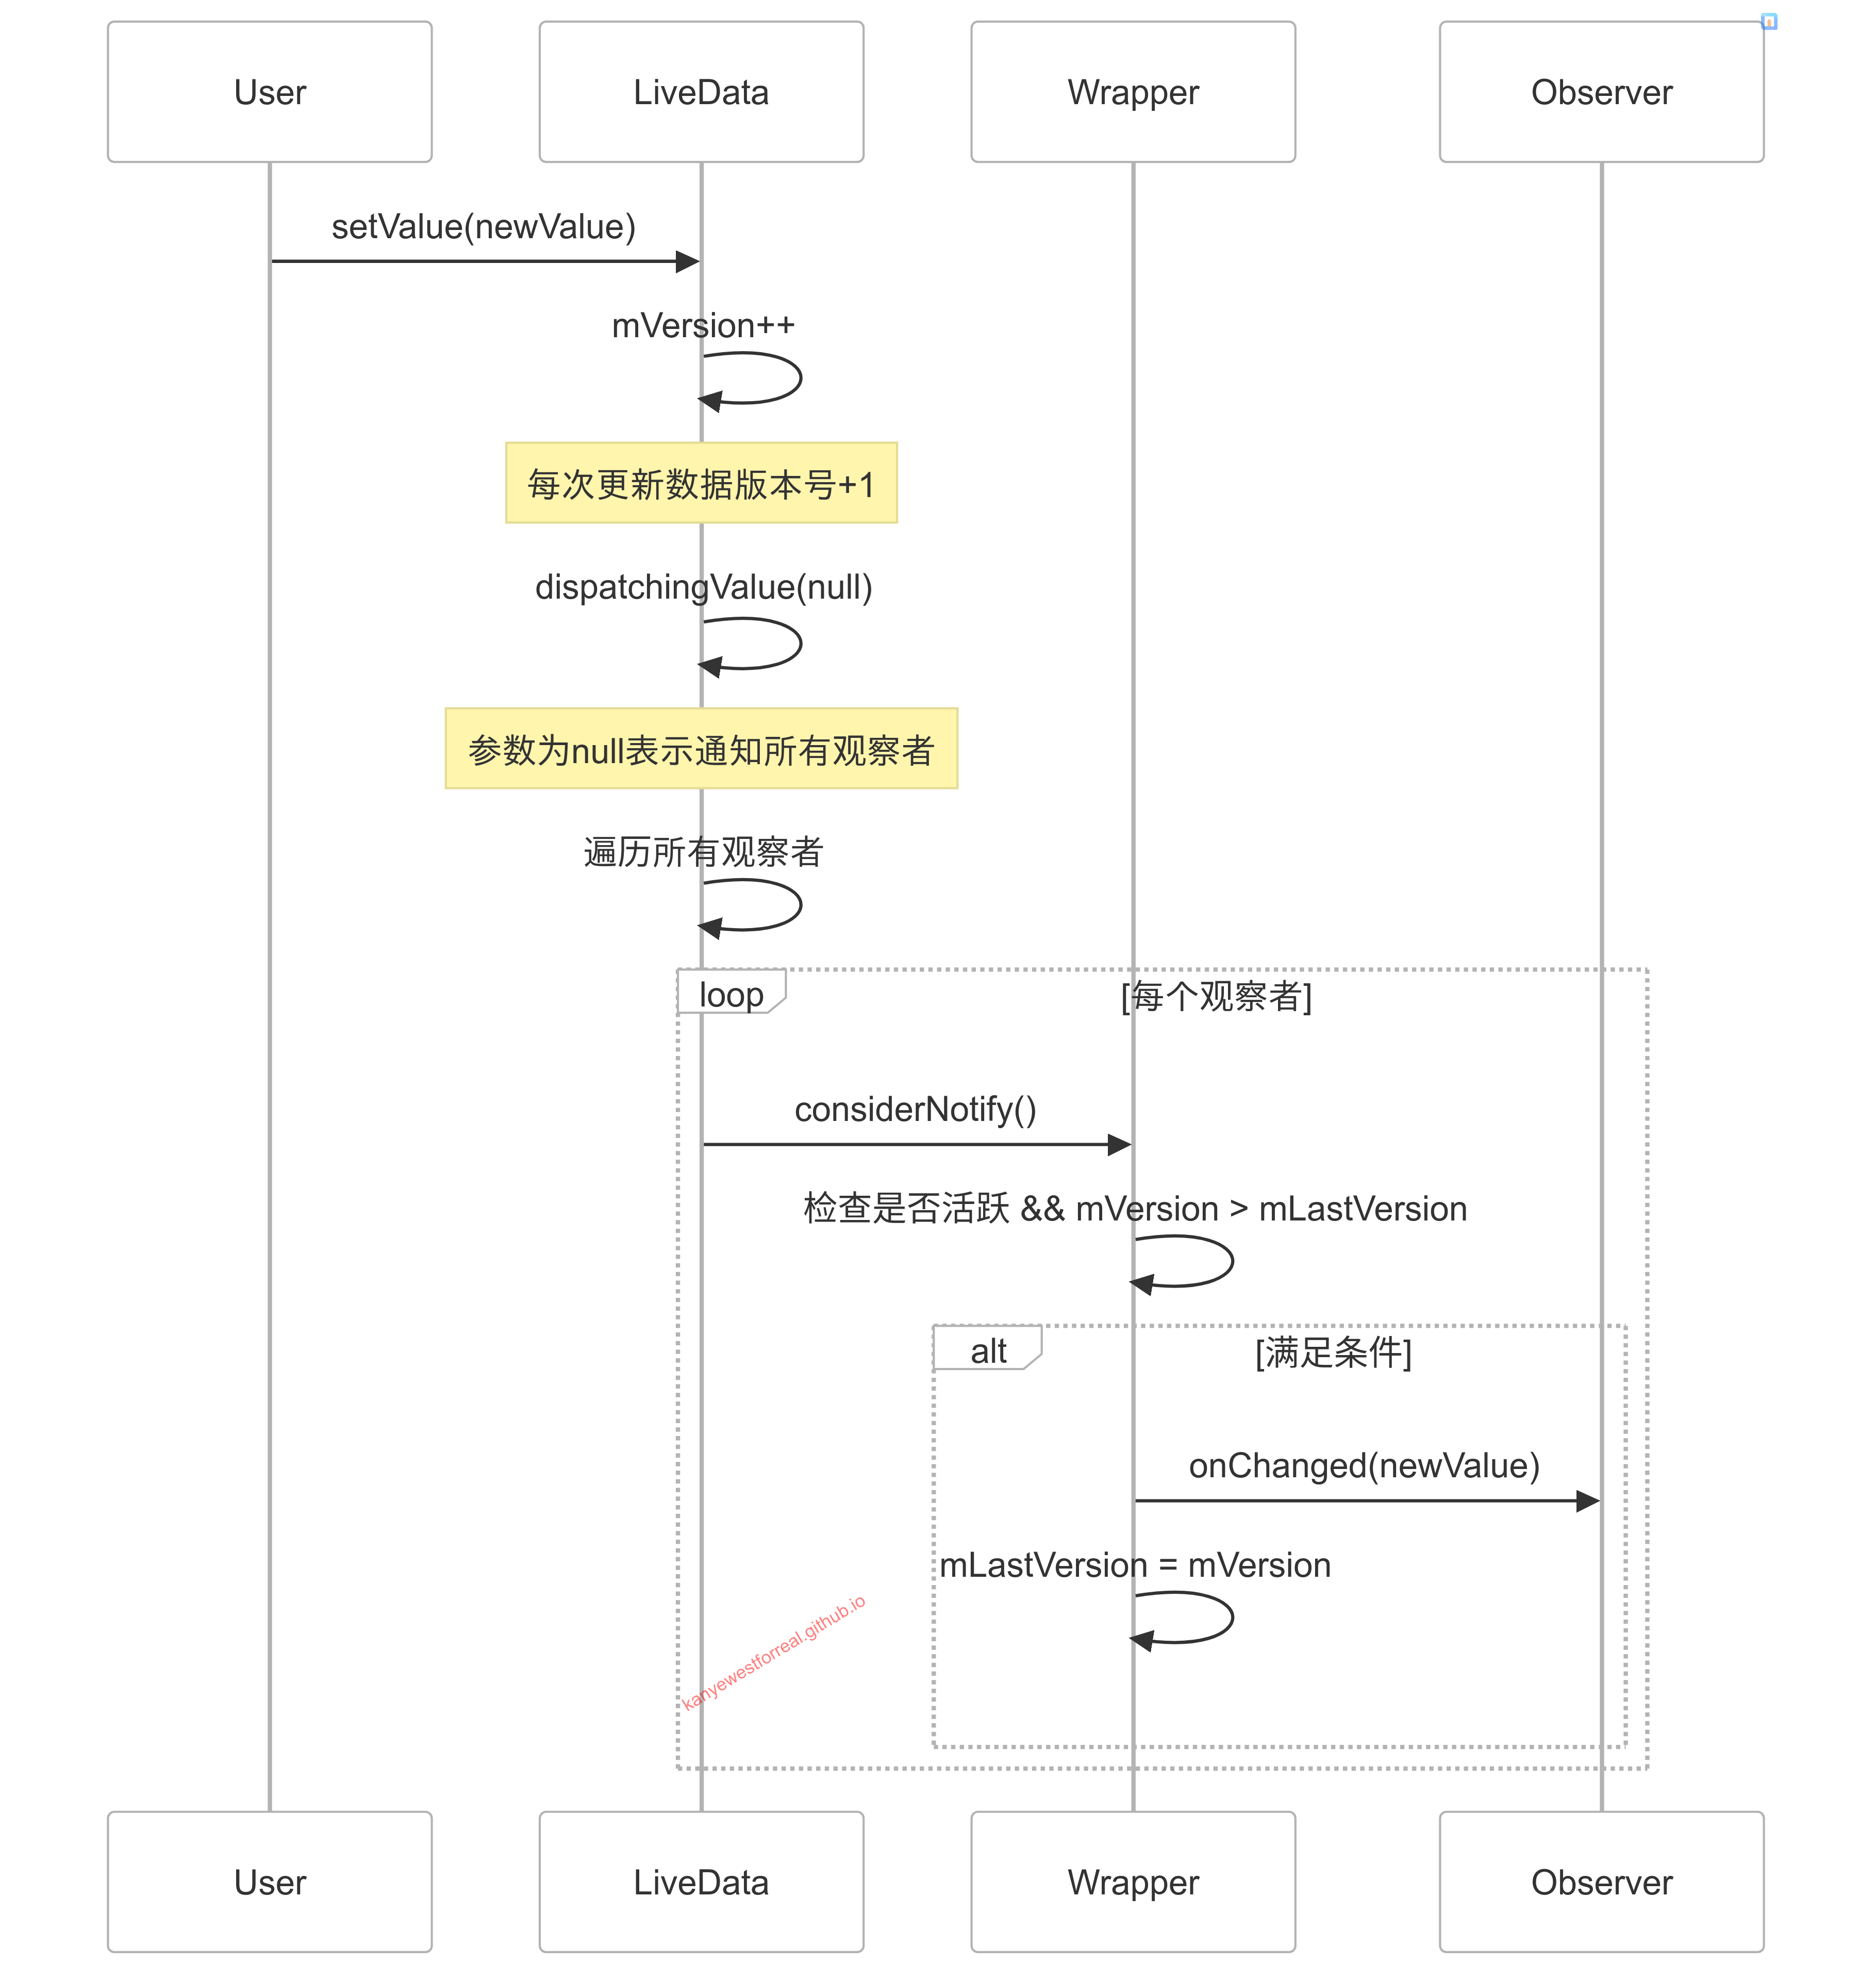 User
LiveData
Wrapper
Observer
setValue(newValue)
mVersion++
每次更新数据版本号+1
dispatchingValue(null)
参数为null表示通知所有观察者
遍历所有观察者
loop
[每个观察者]
considerNotify()
检查是否活跃 && mVersion > mLastVersion
alt
[满足条件]
onChanged(newValue)
mLastVersion = mVersion
kanyewestforreal.github.io
User
LiveData
Wrapper
Observer